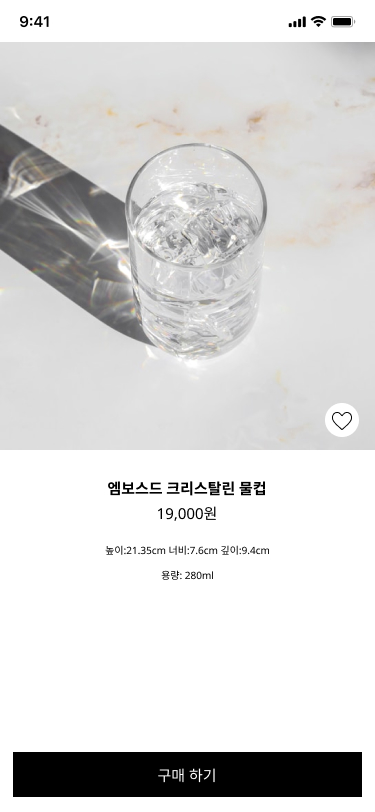 9:41
엠보스드 크리스탈린 물컵
19,000원
높이:21.35cm 너비:7.6cm 깊이:9.4cm
용량: 280ml
구매 하기